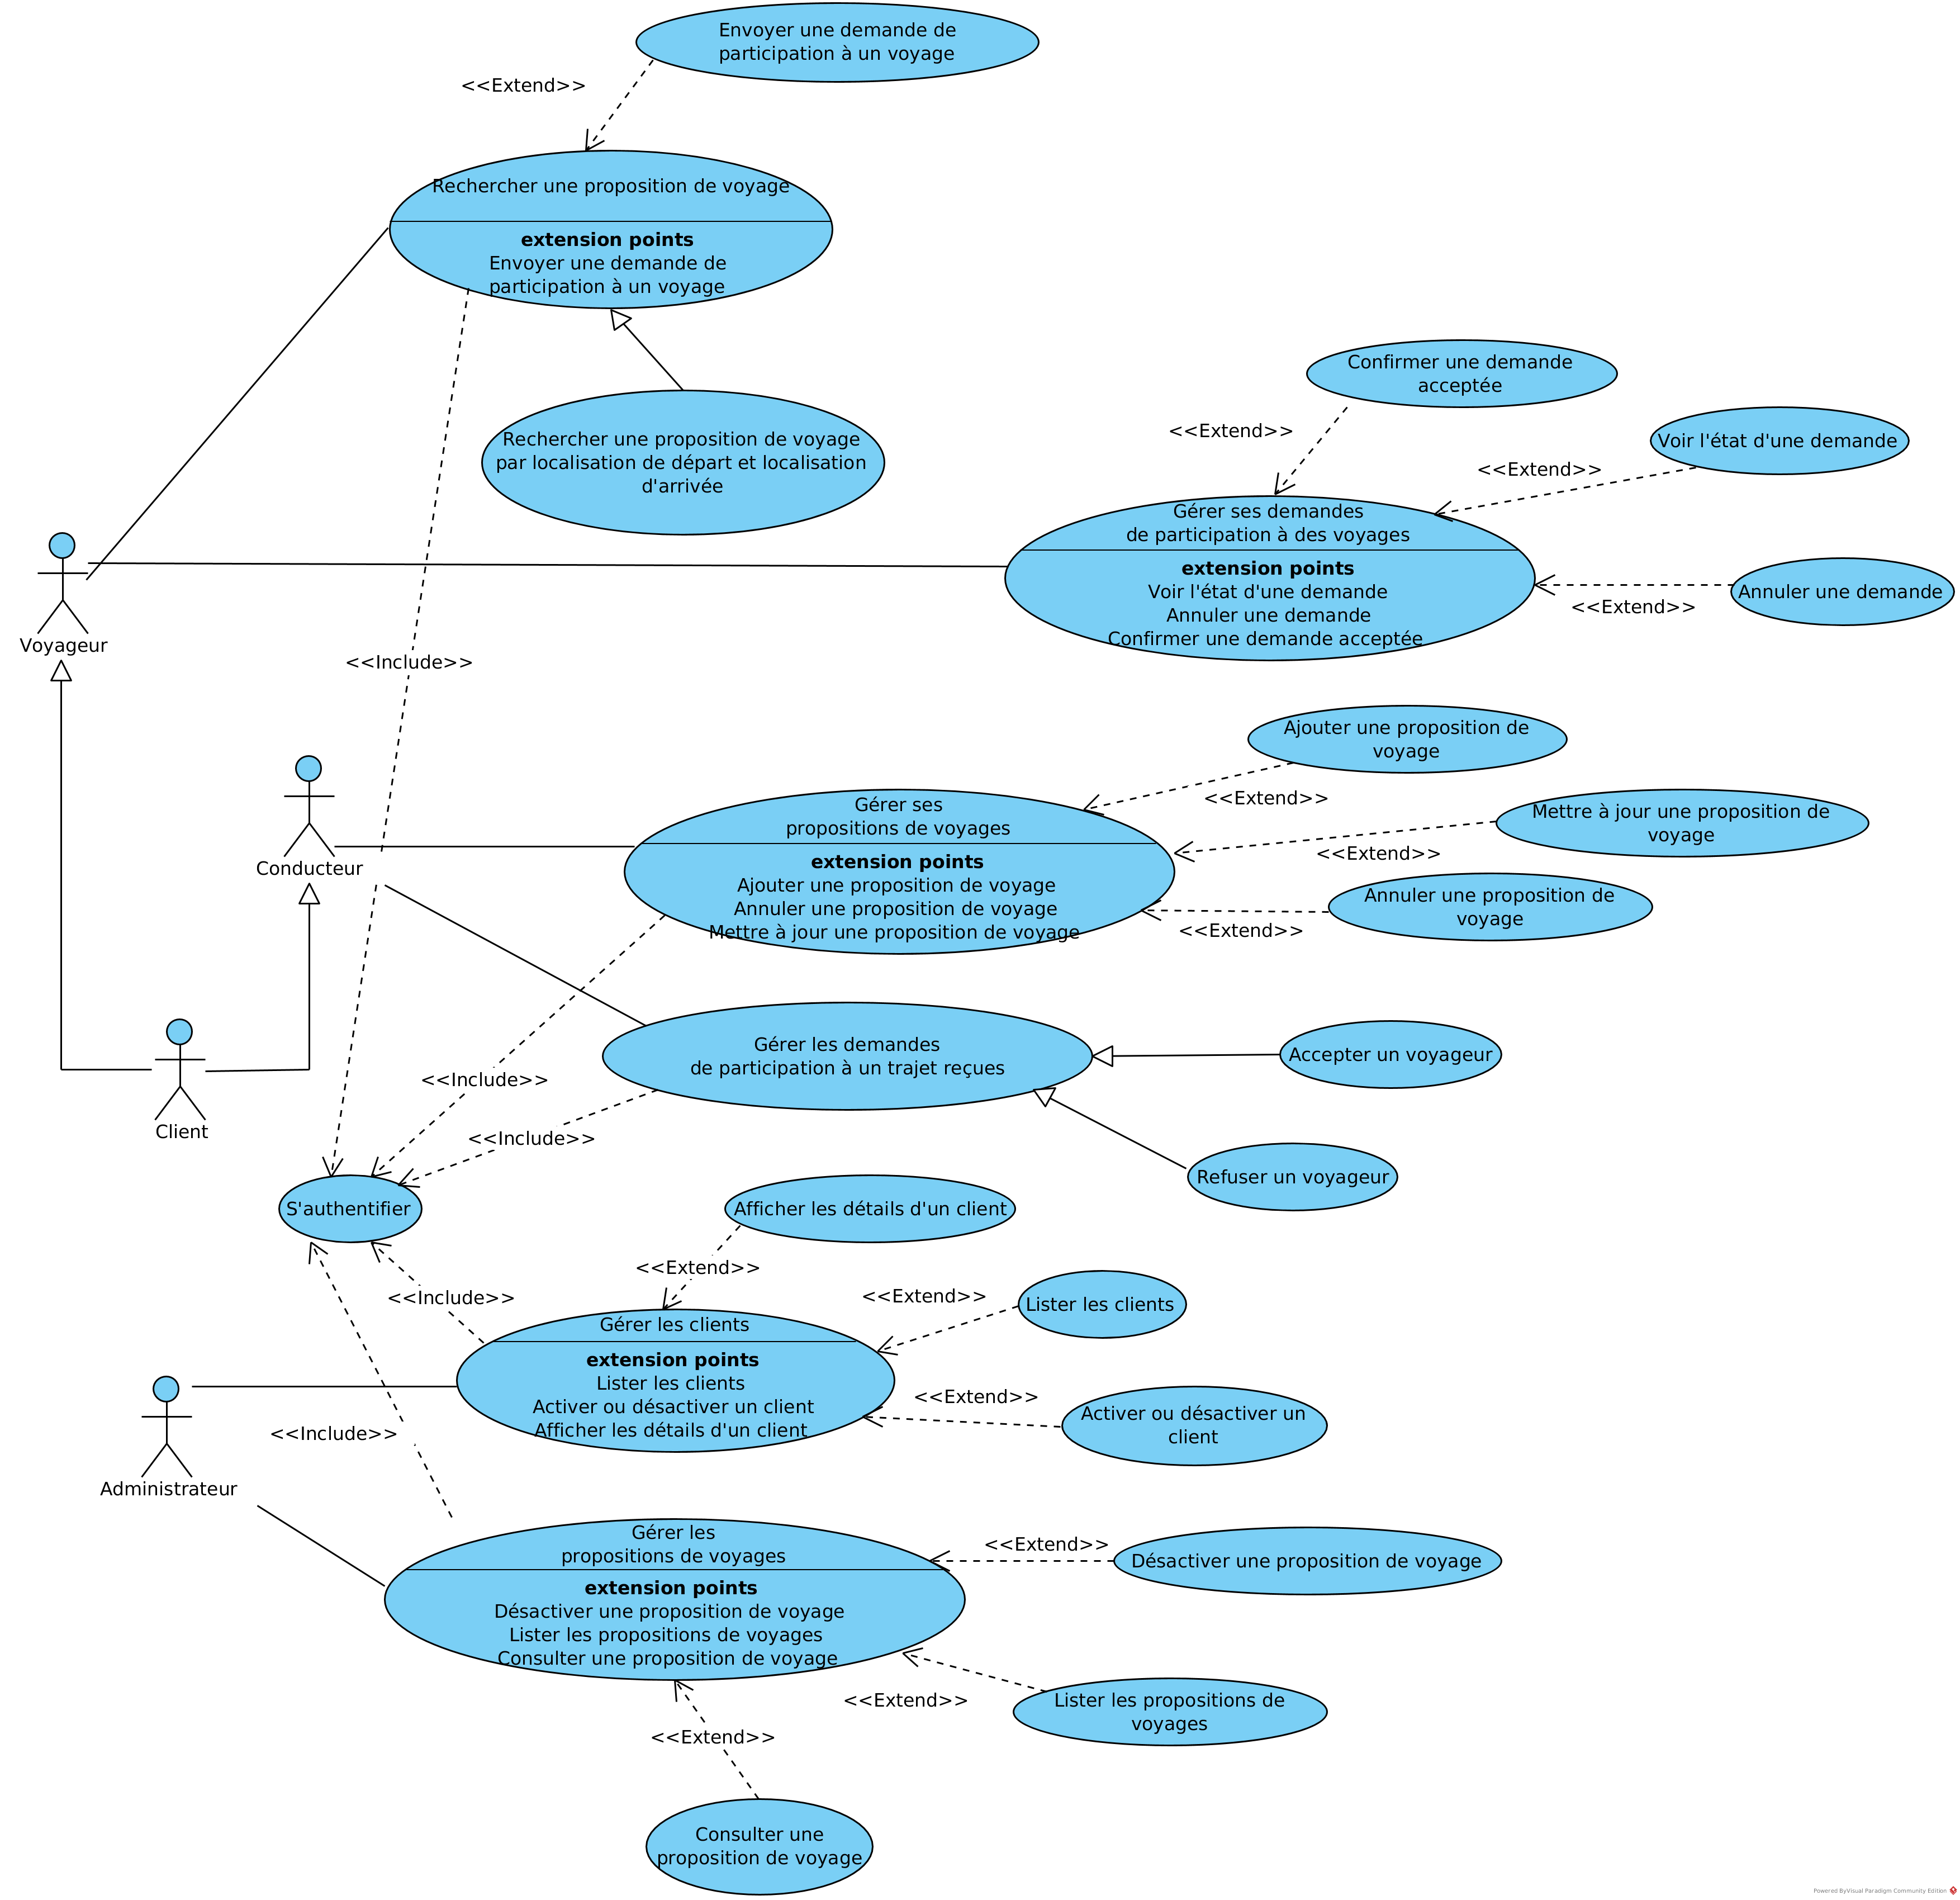 Envoyer une demande de
participation à un voyage
<<Extend>>
Rechercher une proposition de voyage
extension points
Envoyer une demande de
participation à un voyage
Rechercher une proposition de voyage
par localisation de départ et localisation
d'arrivée
Confirmer une demande
acceptée
<<Extend>>
Voir l'état d'une demande
<<Extend>>
Gérer ses demandes
de participation à des voyages
extension points
Voir l'état d'une demande
Annuler une demande
Confirmer une demande acceptée
Annuler une demande
<<Extend>>
Voyageur
<<Include>>
Ajouter une proposition de
voyage
<<Extend>>
Mettre à jour une proposition de
voyage
<<Extend>>
Conducteur
Gérer ses
propositions de voyages
extension points
Ajouter une proposition de voyage
Annuler une proposition de voyage
Mettre à jour une proposition de voyage
Annuler une proposition de
voyage
<<Extend>>
Gérer les demandes
de participation à un trajet reçues
Accepter un voyageur
<<Include>>
Client
<<Include>>
Refuser un voyageur
S'authentifier
Afficher les détails d'un client
<<Extend>>
<<Include>>
<<Extend>>
Lister les clients
Gérer les clients
extension points
Lister les clients
Activer ou désactiver un client
Afficher les détails d'un client
<<Extend>>
Activer ou désactiver un
client
<<Include>>
Administrateur
Gérer les
propositions de voyages
extension points
Désactiver une proposition de voyage
Lister les propositions de voyages
Consulter une proposition de voyage
<<Extend>>
Désactiver une proposition de voyage
<<Extend>>
Lister les propositions de
voyages
<<Extend>>
Consulter une
proposition de voyage
Powered By Visual Paradigm Community Edition